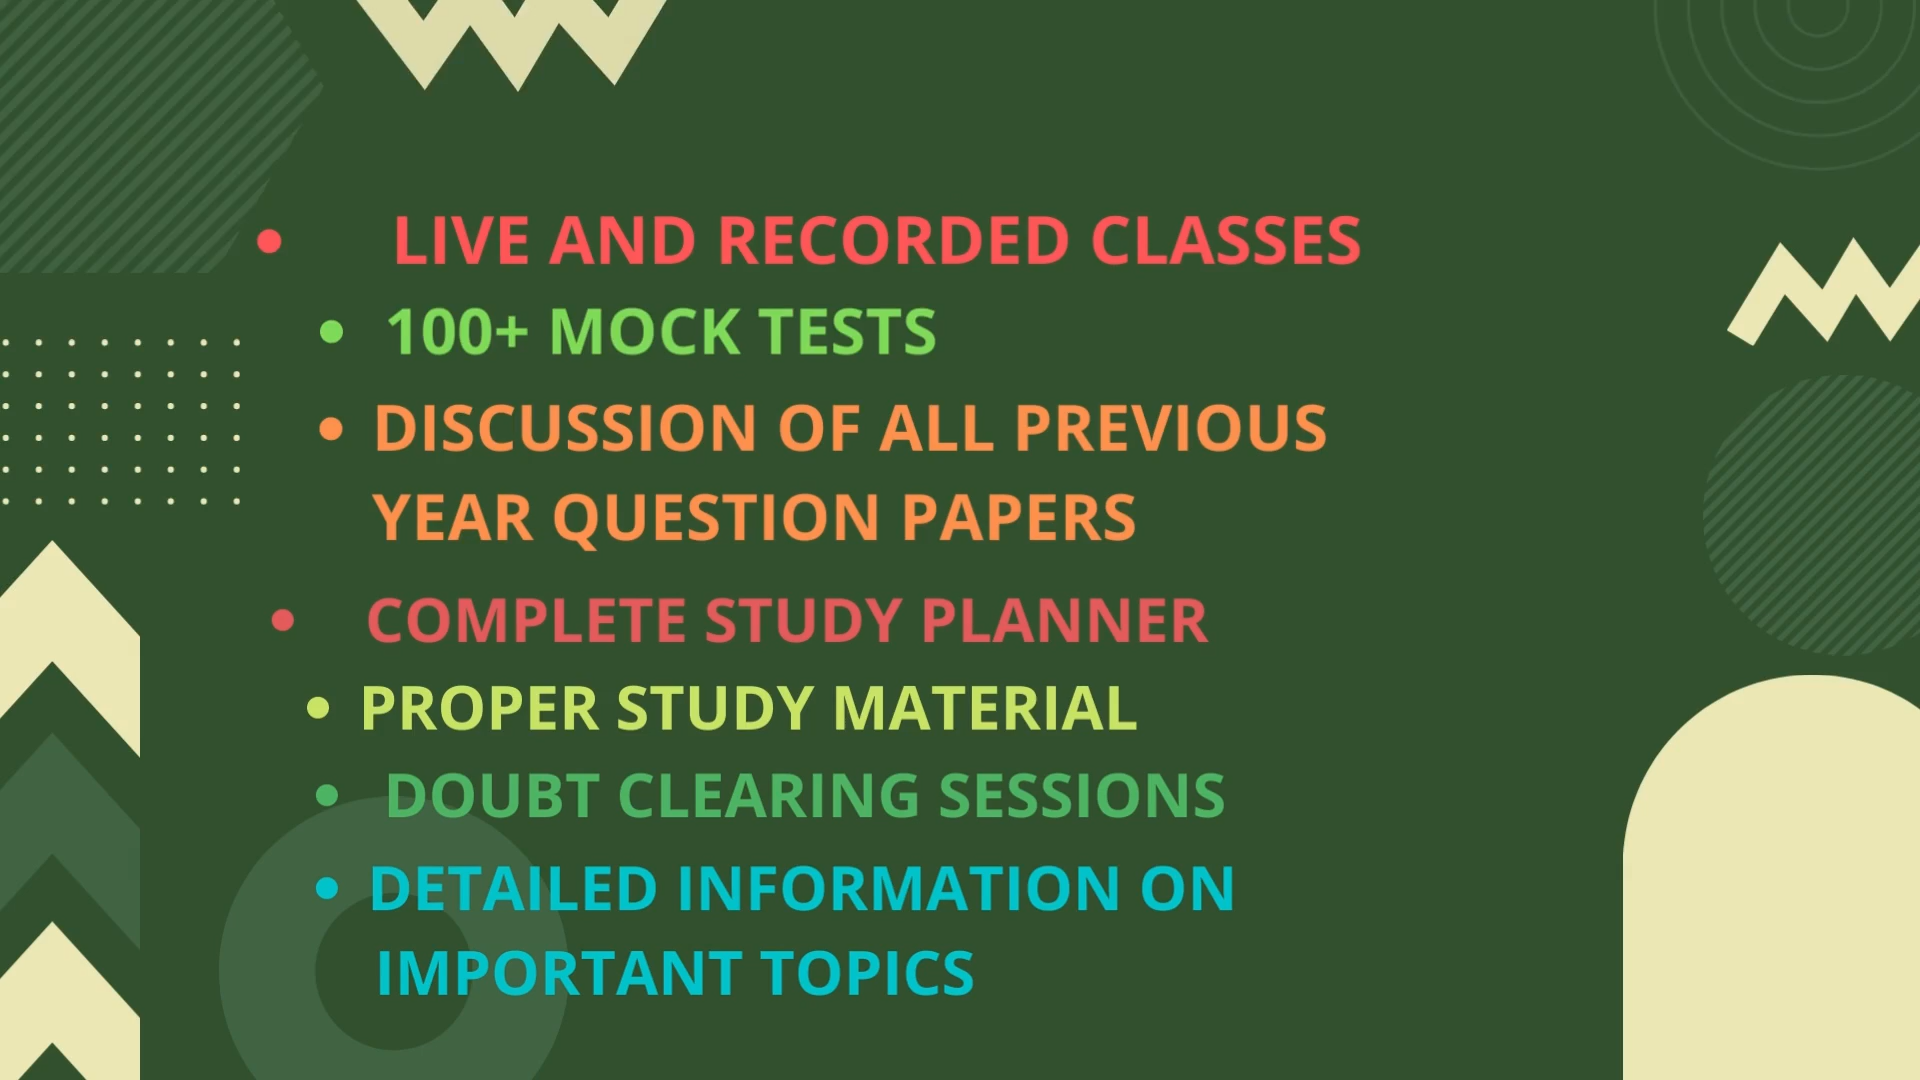 • LIVE AND RECORDED CLASSES
• 100+ MOCK TESTS
• DISCUSSION OF ALL PREVIOUS
YEAR QUESTION PAPERS
• COMPLETE STUDY PLANNER
• PROPER STUDY MATERIAL
• DOUBT CLEARING SESSIONS
• DETAILED INFORMATION ON
IMPORTANT TOPICS